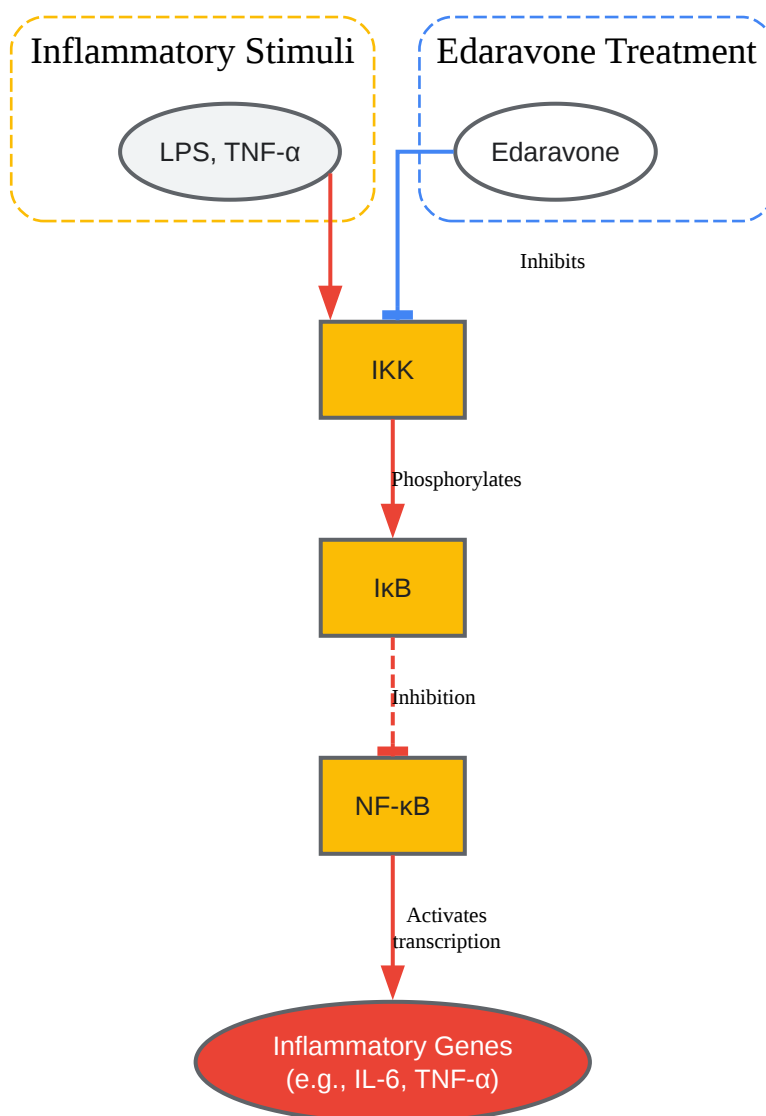 Inflammatory Stimuli
Edaravone Treatment
LPS, TNF-α
Edaravone
Inhibits
IKK
Phosphorylates
IκB
Inhibition
NF-κB
Activates
transcription
Inflammatory Genes
(e.g., IL-6, TNF-α)